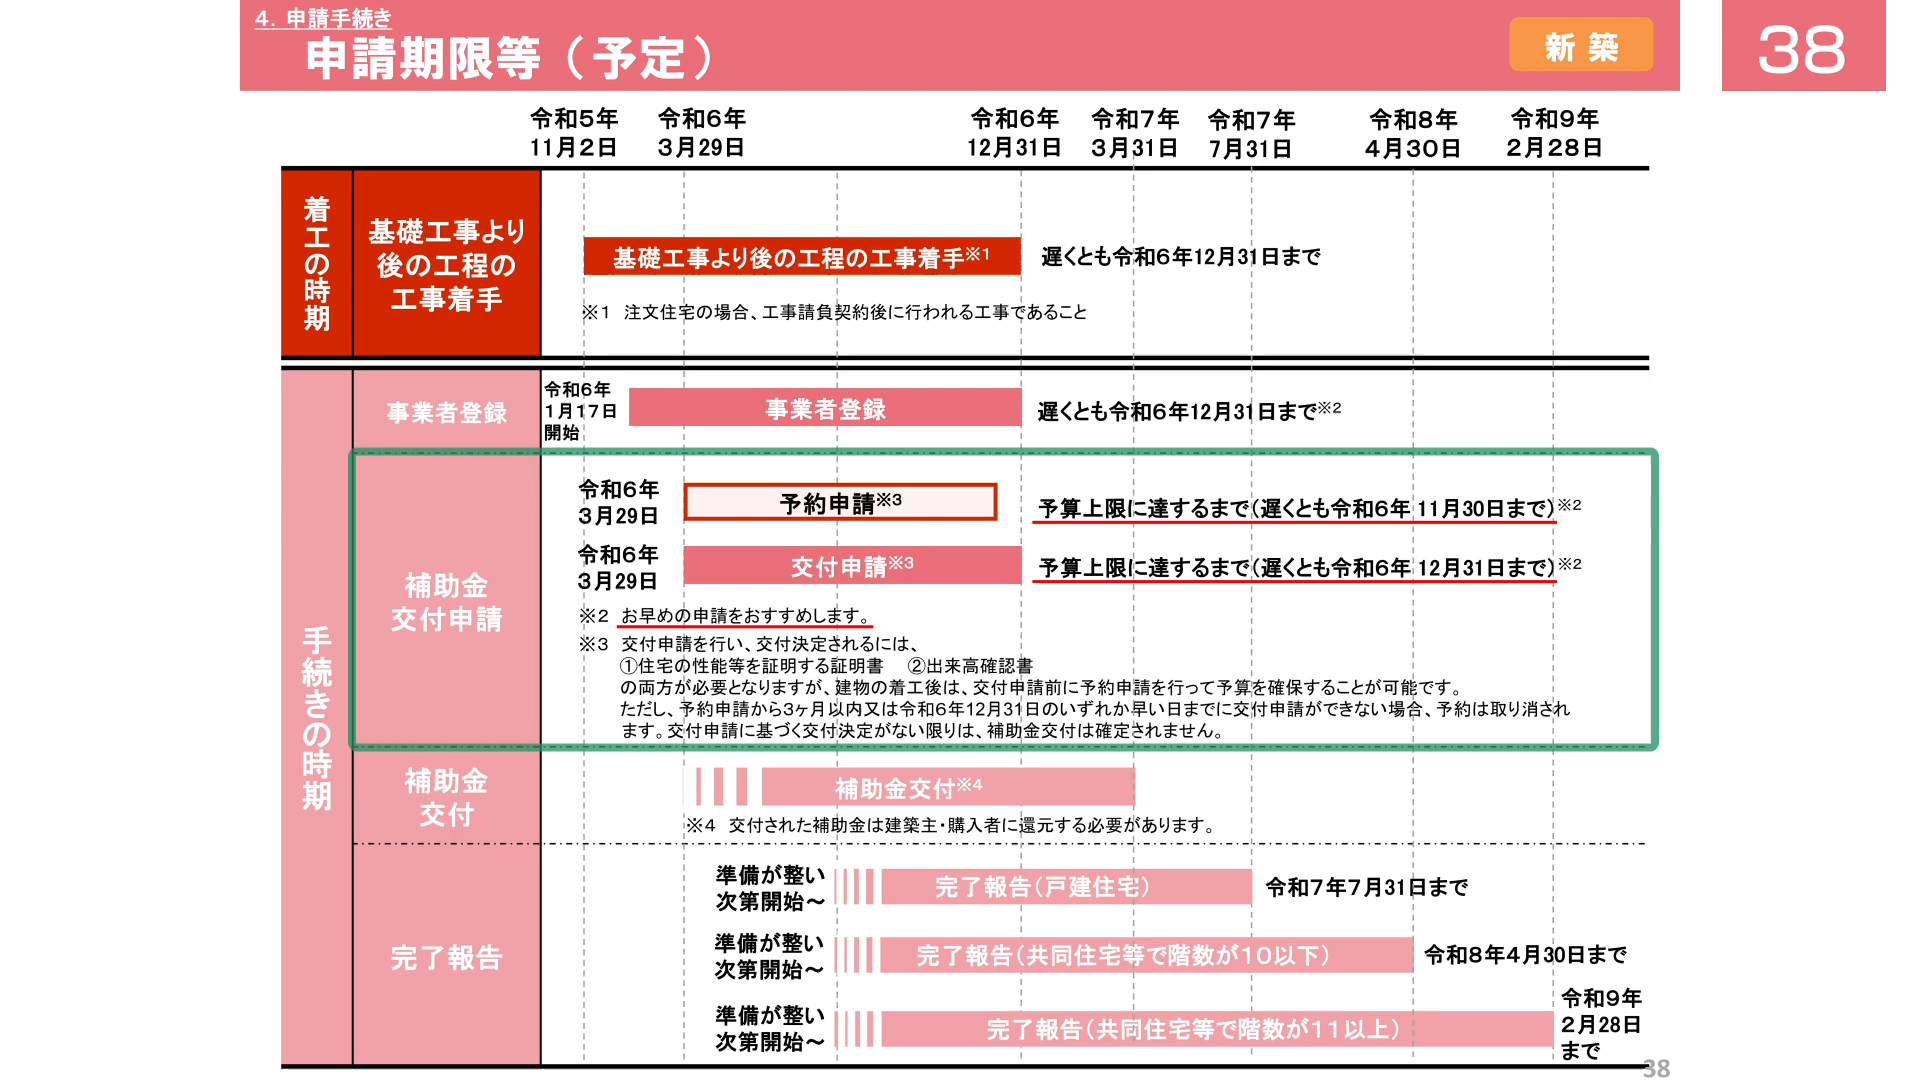 4. 申請手続き
申請期限等（予定）
新 築
38
令和5年
11月2日
令和6年
3月29日
令和6年
12月31日
令和7年
3月31日
令和7年
7月31日
令和8年
4月30日
令和9年
2月28日
着工の時期
基礎工事より
後の工程の
工事着手
基礎工事より後の工程の工事着手※1
遅くとも令和6年12月31日まで
※1 注文住宅の場合、工事請負契約後に行われる工事であること
手続きの時期
事業者登録
令和6年
1月17日
開始
事業者登録
遅くとも令和6年12月31日まで※2
補助金
交付申請
令和6年
3月29日
予約申請※3
予算上限に達するまで（遅くとも令和6年 11月30日まで）※2
令和6年
3月29日
交付申請※3
予算上限に達するまで（遅くとも令和6年 12月31日まで）※2
※2 お早めの申請をおすすめします。
※3 交付申請を行い、交付決定されるには、
①住宅の性能等を証明する証明書 ②出来高確認書
の両方が必要となりますが、建物の着工後は、交付申請前に予約申請を行って予算を確保することが可能です。
ただし、予約申請から3ヶ月以内又は令和6年12月31日のいずれか早い日までに交付申請ができない場合、予約は取り消され
ます。交付申請に基づく交付決定がない限りは、補助金交付は確定されません。
補助金
交付
補助金交付※4
※4 交付された補助金は建築主・購入者に還元する必要があります。
完了報告
準備が整い
次第開始～
完了報告（戸建住宅）
令和7年7月31日まで
準備が整い
次第開始～
完了報告（共同住宅等で階数が10以下）
令和8年4月30日まで
準備が整い
次第開始～
完了報告（共同住宅等で階数が11以上）
令和9年
2月28日
まで
38